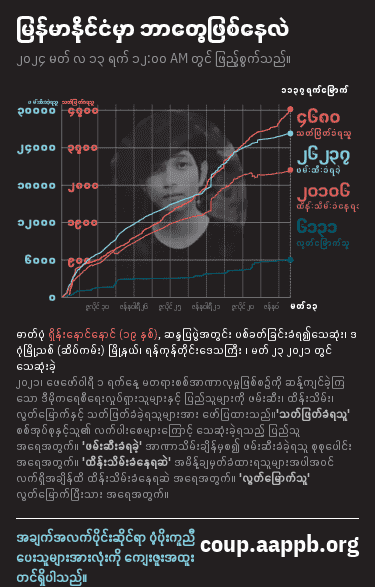 မြန်မာနိုင်ငံမှာ ဘာတွေဖြစ်နေလဲ
၂၀၂၄ မတ် လ ၁၃ ရက် ၁၂:၀၀ AM တွင် ဖြည့်စွက်သည်။
၁၁၃၇ ရက်မြောက်
ဖမ်းဆီးခံရသူ သတ်ဖြတ်ခံရသူ
၃၀၀၀၀ ၄၅၀၀
၄၆၈၀
သတ်ဖြတ်ခံရသူ
၂၄၀၀၀
၂၆၂၃၇
ဖမ်းဆီးခံရခဲ့
၁၈၀၀၀
၂၀၁၀၆
ထိန်းသိမ်းခံနေရဆဲ
၁၂၀၀၀ ၁၈၀၀
၆၁၃၁
လွတ်မြောက်သူ
၆၀၀၀ ၉၀၀
၀
မတ် ၁၃
ဓာတ်ပုံ ရှိန်းနောင်နောင် (၁၉ နှစ်), ဆန္ဒပြပွဲအတွင်း ပစ်ခတ်ခြင်းခံရ၍သေဆုံး၊ ဒ
ဂုံမြို့သစ် (ဆိပ်ကမ်း) မြို့နယ်၊ ရန်ကုန်တိုင်းဒေသကြီး ၊ မတ် ၂၃ ၂၀၂၁ တွင်
သေဆုံးခဲ့
၂၀၂၁၊ ဖေဖော်ဝါရီ ၁ ရက်နေ့ မတရားစစ်အာဏာလုမှုဖြစ်စဉ်ကို ဆန့်ကျင်ခဲ့ကြ
သော ဒီမိုကရေစီရေးလှုပ်ရှားသူများနှင့် ပြည်သူများကို ဖမ်းဆီး၊ ထိန်းသိမ်း၊
လွတ်မြောက်နှင့် သတ်ဖြတ်ခံခဲ့ရသူများအား ဖော်ပြထားသည်။'သတ်ဖြတ်ခံရသူ'
စစ်အုပ်စုနှင့်သူ၏ လက်ပါးစေများကြောင့် သေဆုံးခဲ့ရသည့် ပြည်သူ
အရေအတွက်။ 'ဖမ်းဆီးခံရခဲ့' အာဏာသိမ်းချိန်မှစ၍ ဖမ်းဆီးခံခဲ့ရသူ စုစုပေါင်း
အရေအတွက်။ 'ထိန်းသိမ်းခံနေရဆဲ' အမိန့်ချမှတ်ခံထားရသူများအပါအဝင်
လက်ရှိအချိန်ထိ ထိန်းသိမ်းခံနေရဆဲ အရေအတွက်။ 'လွတ်မြောက်သူ'
လွတ်မြောက်ပြီးသား အရေအတွက်။
အချက်အလက်ပိုင်းဆိုင်ရာ ပံ့ပိုးကူညီ
ပေးသူများအားလုံးကို ကျေးဇူးအထူး
တင်ရှိပါသည်။
coup.aappb.org